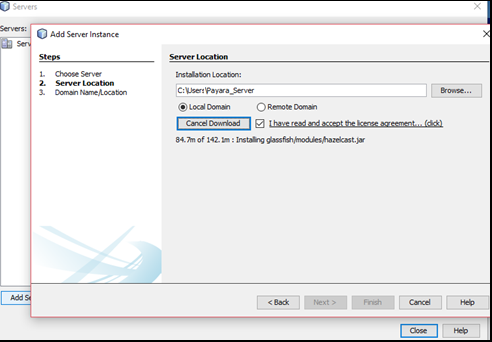 Servers
Servers:
Add Server Instance
Steps
1. Choose Server
2. Server Location
3. Domain Name/Location
Server Location
Installation Location:
C:\Users\Payara_Server
Browse...
Local Domain
Remote Domain
Cancel Download
I have read and accept the license agreement... (click)
84.7m of 142.1m : Installing glassfish/modules/hazelcast.jar
< Back
Next >
Finish
Cancel
Help
Add Se
Close
Help